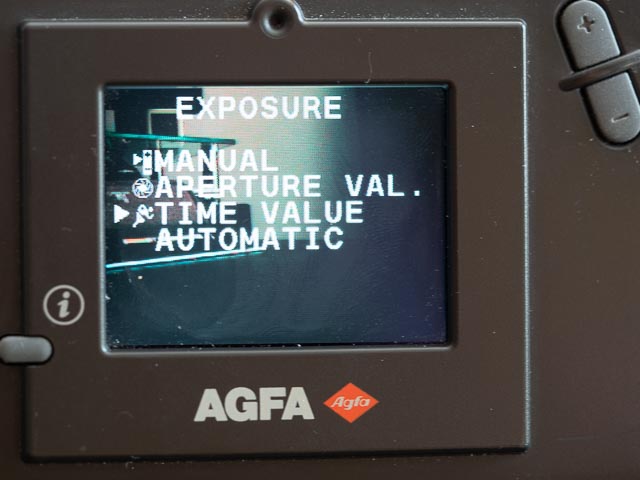 EXPOSURE
MANUAL
APERTURE VAL.
TIME VALUE
AUTOMATIC
i
AGFA Agfa
+
-